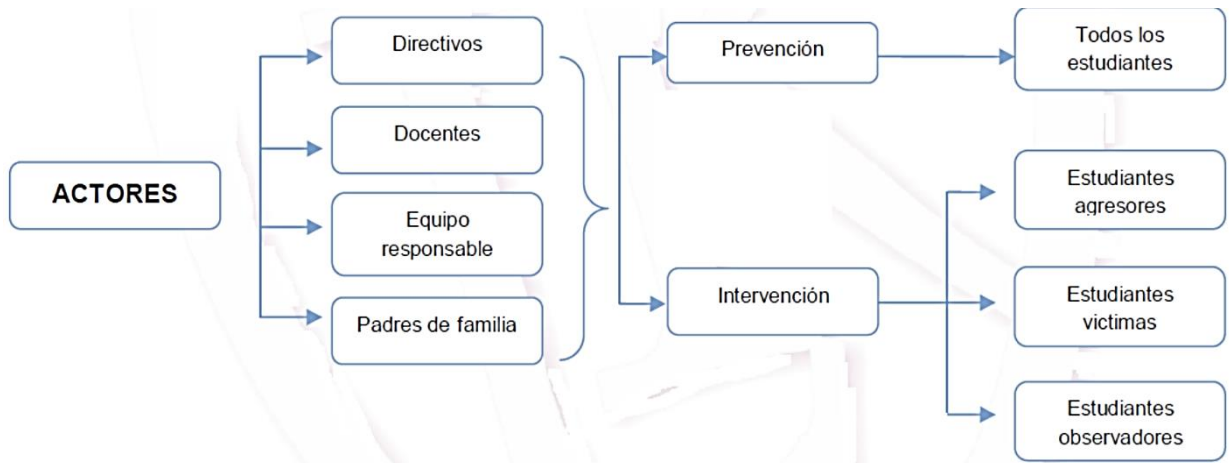 ACTORES
Directivos
Docentes
Equipo
responsable
Padres de familia
Prevención
Intervención
Todos los
estudiantes
Estudiantes
agresores
Estudiantes
victimas
Estudiantes
observadores